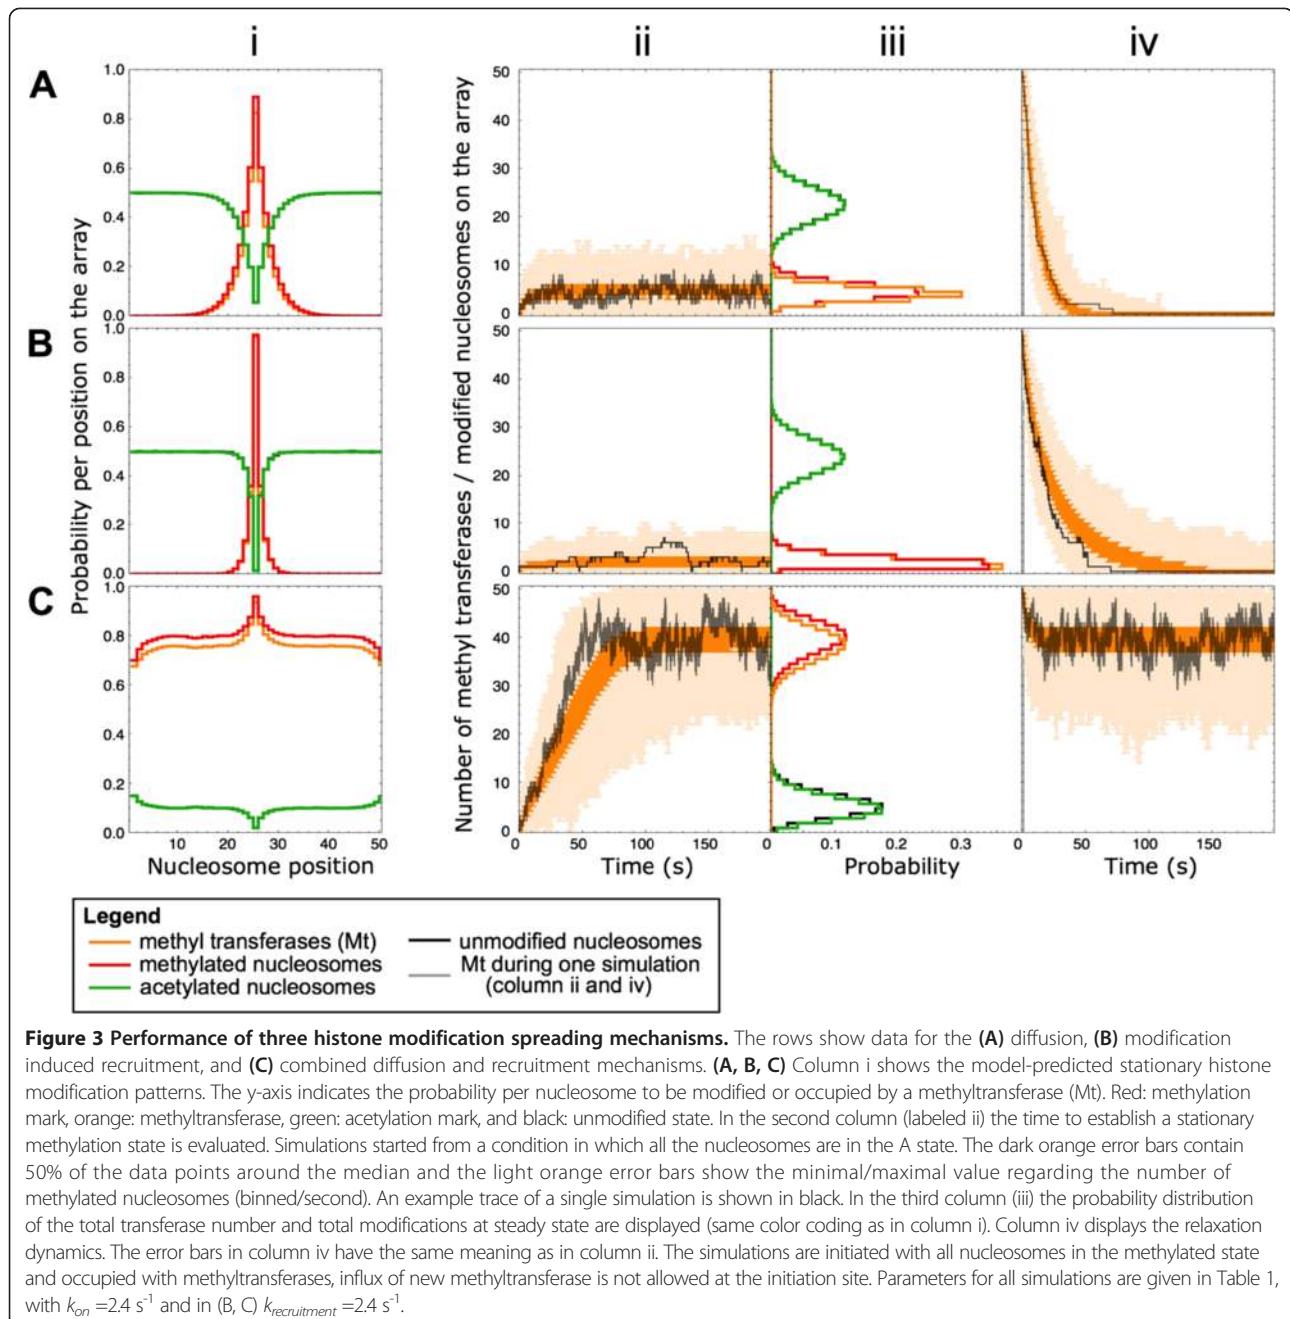 i
ii
iii
iv
A
B
C
Probability per position on the array
1.0
0.8
0.6
0.4
0.2
0.0
1.0
0.8
0.6
0.4
0.2
0.0
1.0
0.8
0.6
0.4
0.2
0.0
10 20 30 40 50
Nucleosome position
Number of methyl transferases / modified nucleosomes on the array
50
40
30
20
10
0
50
40
30
20
10
0
50
40
30
20
10
0
0 50 100 150
Time (s)
0 0.1 0.2 0.3
Probability
0 50 100 150
Time (s)
Legend
methyl transferases (Mt)
methylated nucleosomes
acetylated nucleosomes
unmodified nucleosomes
Mt during one simulation
(column ii and iv)
Figure 3 Performance of three histone modification spreading mechanisms. The rows show data for the (A) diffusion, (B) modification
induced recruitment, and (C) combined diffusion and recruitment mechanisms. (A, B, C) Column i shows the model-predicted stationary histone
modification patterns. The y-axis indicates the probability per nucleosome to be modified or occupied by a methyltransferase (Mt). Red: methylation
mark, orange: methyltransferase, green: acetylation mark, and black: unmodified state. In the second column (labeled ii) the time to establish a stationary
methylation state is evaluated. Simulations started from a condition in which all the nucleosomes are in the A state. The dark orange error bars contain
50% of the data points around the median and the light orange error bars show the minimal/maximal value regarding the number of
methylated nucleosomes (binned/second). An example trace of a single simulation is shown in black. In the third column (iii) the probability distribution
of the total transferase number and total modifications at steady state are displayed (same color coding as in column i). Column iv displays the relaxation
dynamics. The error bars in column iv have the same meaning as in column ii. The simulations are initiated with all nucleosomes in the methylated state
and occupied with methyltransferases, influx of new methyltransferase is not allowed at the initiation site. Parameters for all simulations are given in Table 1,
with k_on =2.4 s⁻¹ and in (B, C) k_recruitment =2.4 s⁻¹.